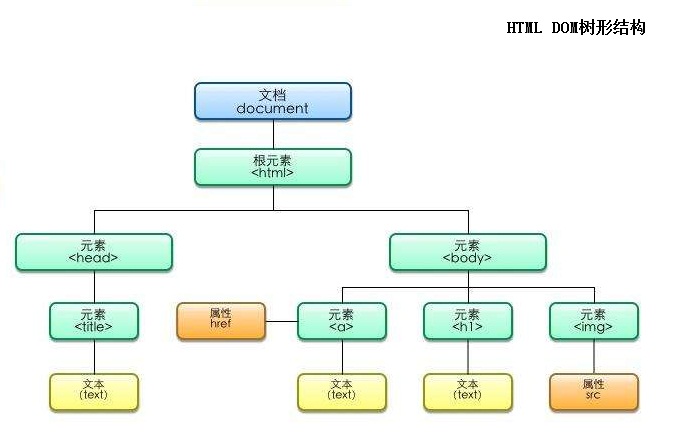 HTML DOM树形结构
文档
document
根元素
<html>
元素
<head>
元素
<body>
元素
<title>
属性
href
元素
<a>
元素
<h1>
元素
<img>
文本
(text)
文本
(text)
文本
(text)
属性
src